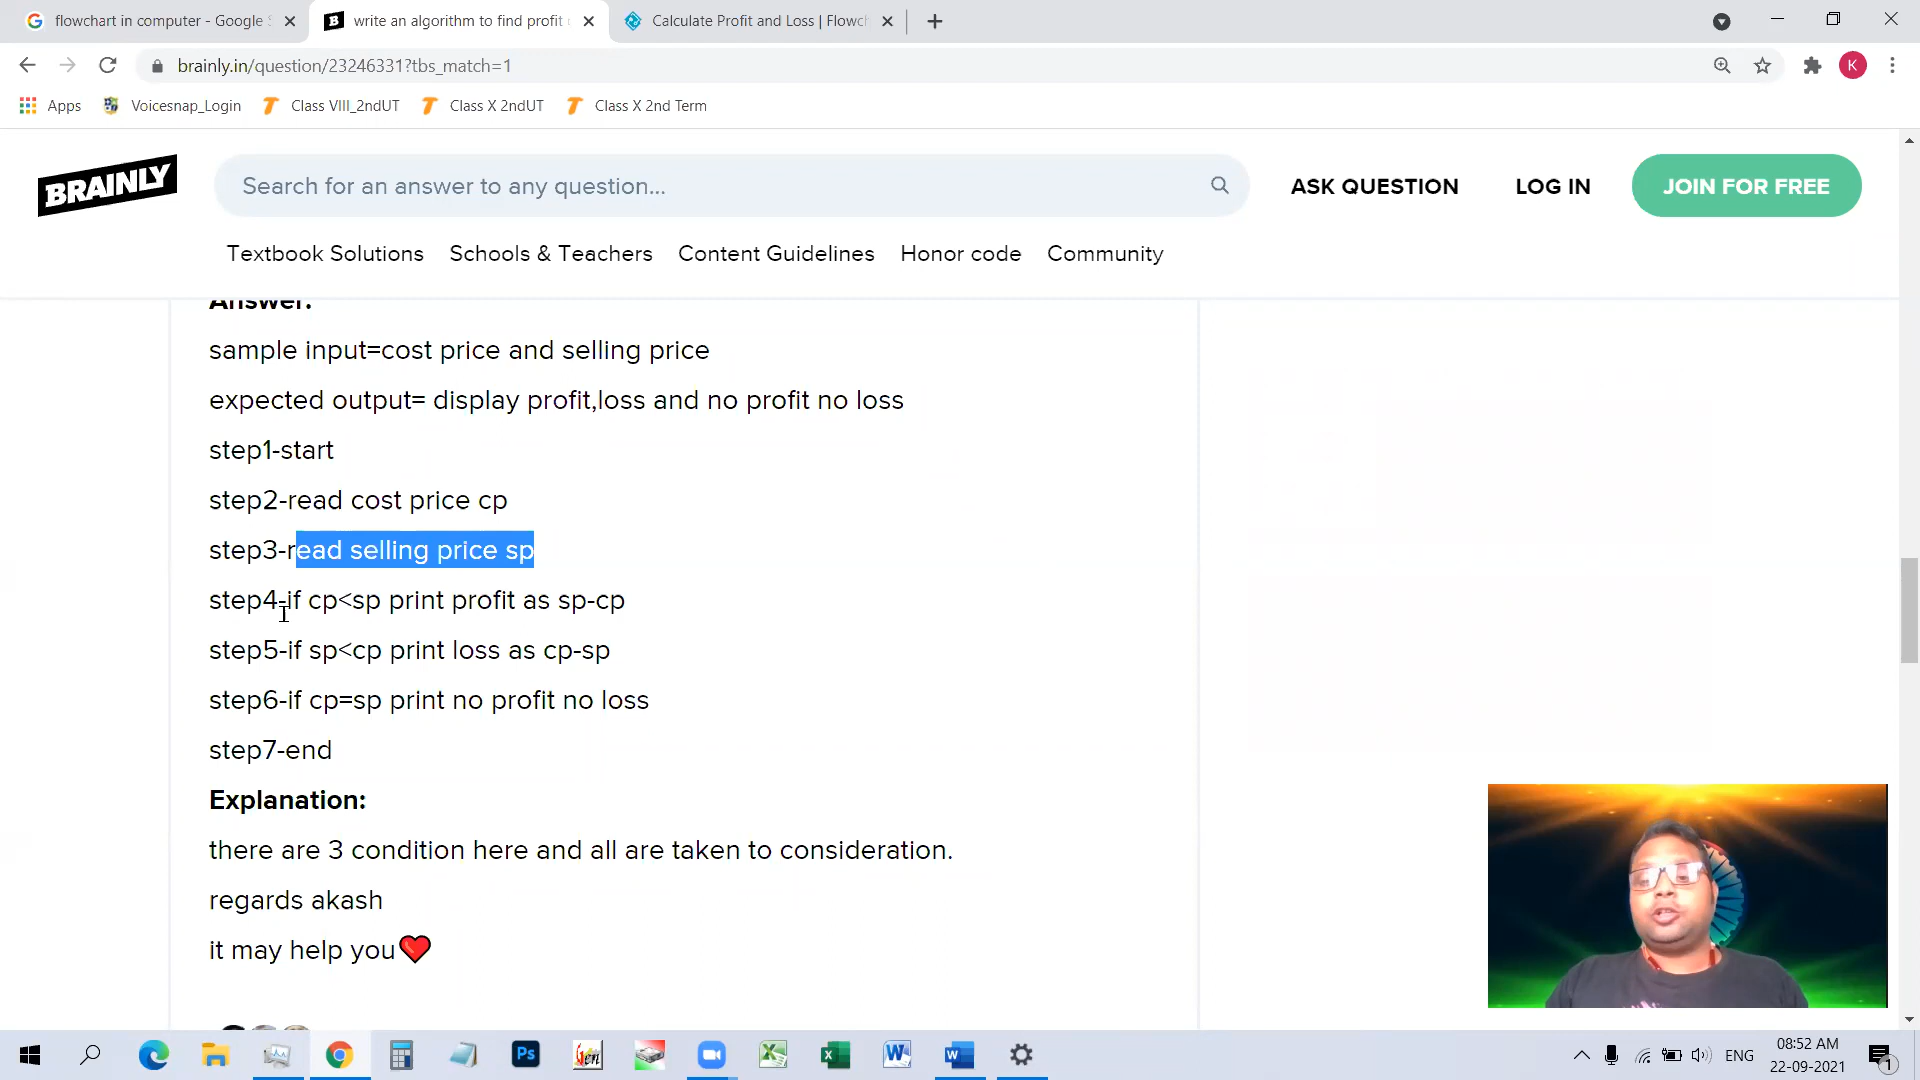 flowchart in computer - Google S
write an algorithm to find profit
Calculate Profit and Loss | Flowch
brainly.in/question/23246331?tbs_match=1
K
Apps
Voicesnap_Login
Class VIII_2ndUT
Class X 2ndUT
Class X 2nd Term
BRAINLY
Search for an answer to any question...
ASK QUESTION
LOG IN
JOIN FOR FREE
Textbook Solutions
Schools & Teachers
Content Guidelines
Honor code
Community
Answer:
sample input=cost price and selling price
expected output= display profit,loss and no profit no loss
step1-start
step2-read cost price cp
step3-read selling price sp
step4-if cp<sp print profit as sp-cp
step5-if sp<cp print loss as cp-sp
step6-if cp=sp print no profit no loss
step7-end
Explanation:
there are 3 condition here and all are taken to consideration.
regards akash
it may help you❤
Ps
ENG
08:52 AM
22-09-2021
1